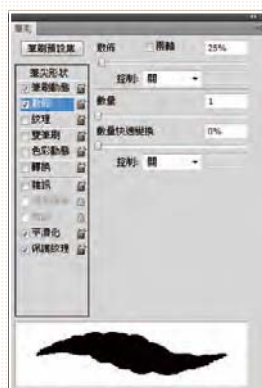 筆刷
筆刷預設集
散佈 兩軸 25%
筆尖形狀
筆刷動態
控制: 關
散佈
數量 1
紋理
雙筆刷
數量快速變換 0%
色彩動態
控制: 關
轉換
雜訊
平滑化
保護紋理